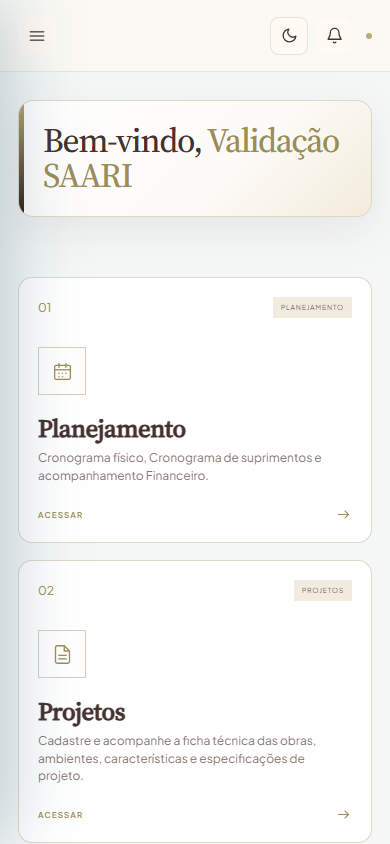 Bem-vindo, Validação
SAARI
01
PLANEJAMENTO
Planejamento
Cronograma físico, Cronograma de suprimentos e
acompanhamento Financeiro.
ACESSAR
02
PROJETOS
Projetos
Cadastre e acompanhe a ficha técnica das obras,
ambientes, características e especificações de
projeto.
ACESSAR